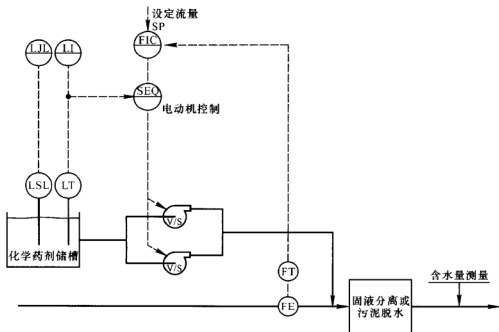 设定流量
SP
LJL
LI
FIC
SEQ
电动机控制
LSL
LT
V/S
化学药剂储槽
V/S
FT
含水量测量
FE
固液分离或
污泥脱水